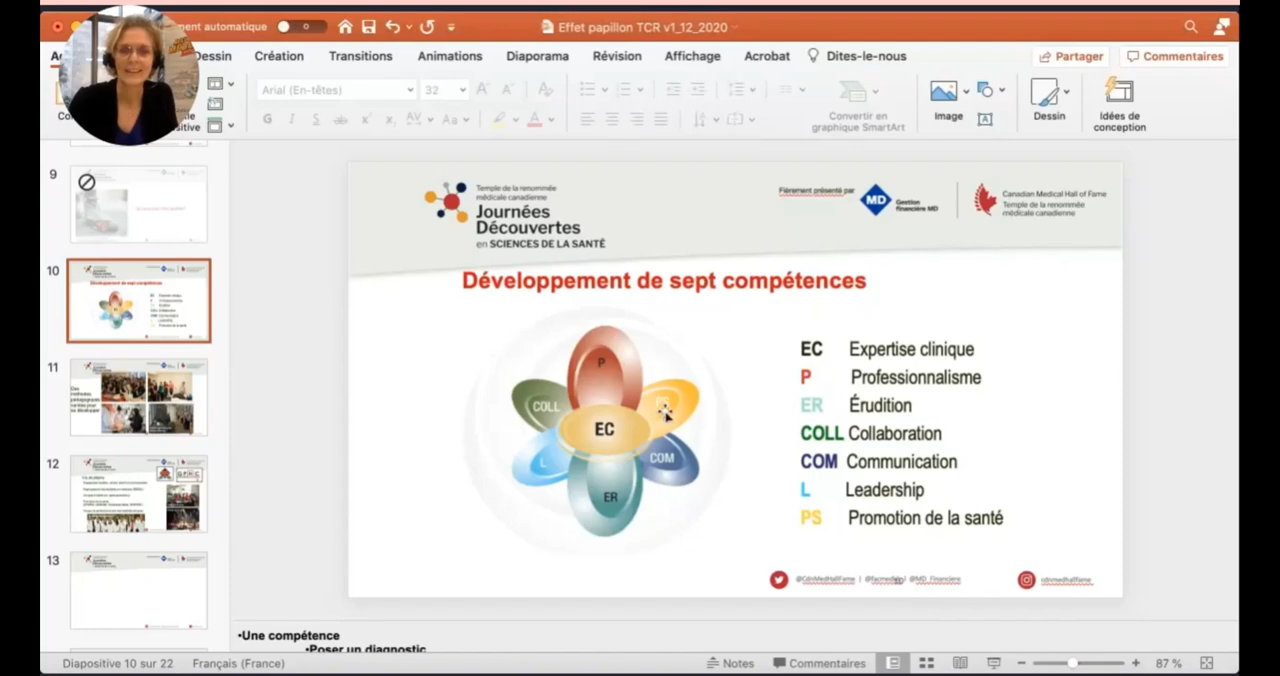 ment automatique
Effet papillon TCR v1_12_2020
Dessin
Création
Transitions
Animations
Diaporama
Révision
Affichage
Acrobat
Dites-le-nous
Partager
Commentaires
Arial (En-têtes)
32
Convertir en
graphique SmartArt
Image
Dessin
Idées de
conception
9
10
11
12
13
Temple de la renommée
médicale canadienne
Journées
Découvertes
en SCIENCES DE LA SANTÉ
Fièrement présenté par
MD
Gestion
financière MD
Canadian Medical Hall of Fame
Temple de la renommée
médicale canadienne
Développement de sept compétences
P
COLL
EC
L
COM
ER
EC Expertise clinique
P Professionnalisme
ER Érudition
COLL Collaboration
COM Communication
L Leadership
PS Promotion de la santé
@CdnMedHallFame | @MD_Financiere
cdnmedhallfame
•Une compétence
•Poser un diagnostic
Diapositive 10 sur 22
Français (France)
Notes
Commentaires
87 %